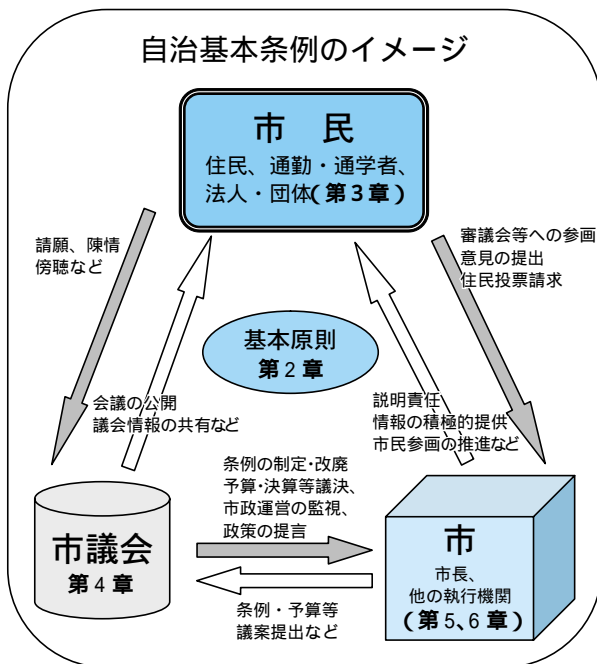 自治基本条例のイメージ
市 民
住民、通勤・通学者、
法人・団体(第3章)
請願、陳情
傍聴など
審議会等への参画
意見の提出
住民投票請求
基本原則
第2章
会議の公開
議会情報の共有など
説明責任
情報の積極的提供
市民参画の推進など
条例の制定・改廃
予算・決算等議決、
市政運営の監視、
政策の提言
市議会
第4章
市
市長、
他の執行機関
(第5、6章)
条例・予算等
議案提出など